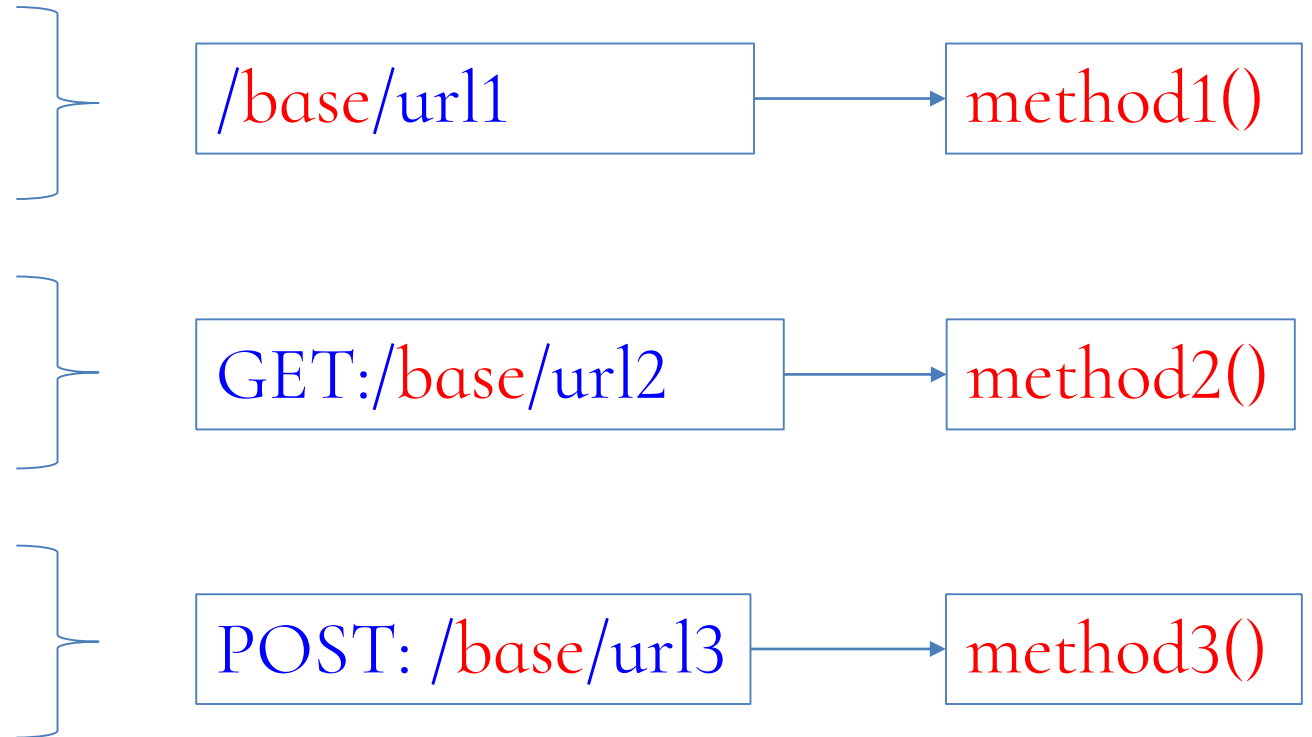 /base/url1
method1()
GET:/base/url2
method2()
POST: /base/url3
method3()